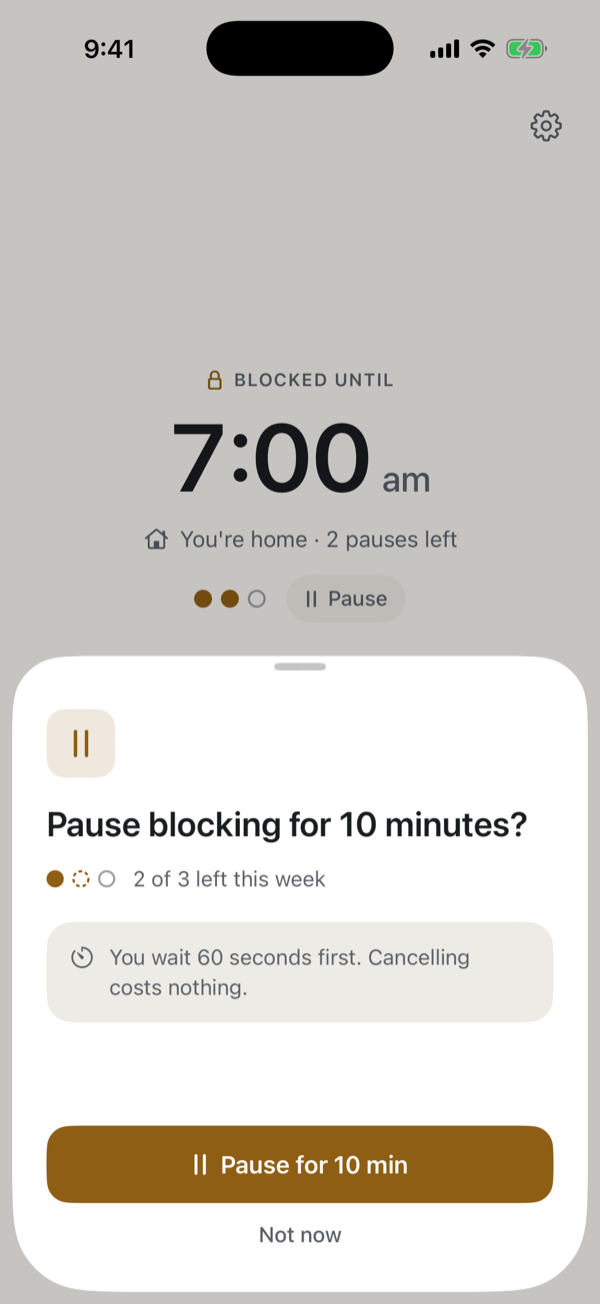 9:41
BLOCKED UNTIL
7:00 am
You're home · 2 pauses left
Pause
Pause blocking for 10 minutes?
2 of 3 left this week
You wait 60 seconds first. Cancelling
costs nothing.
Pause for 10 min
Not now